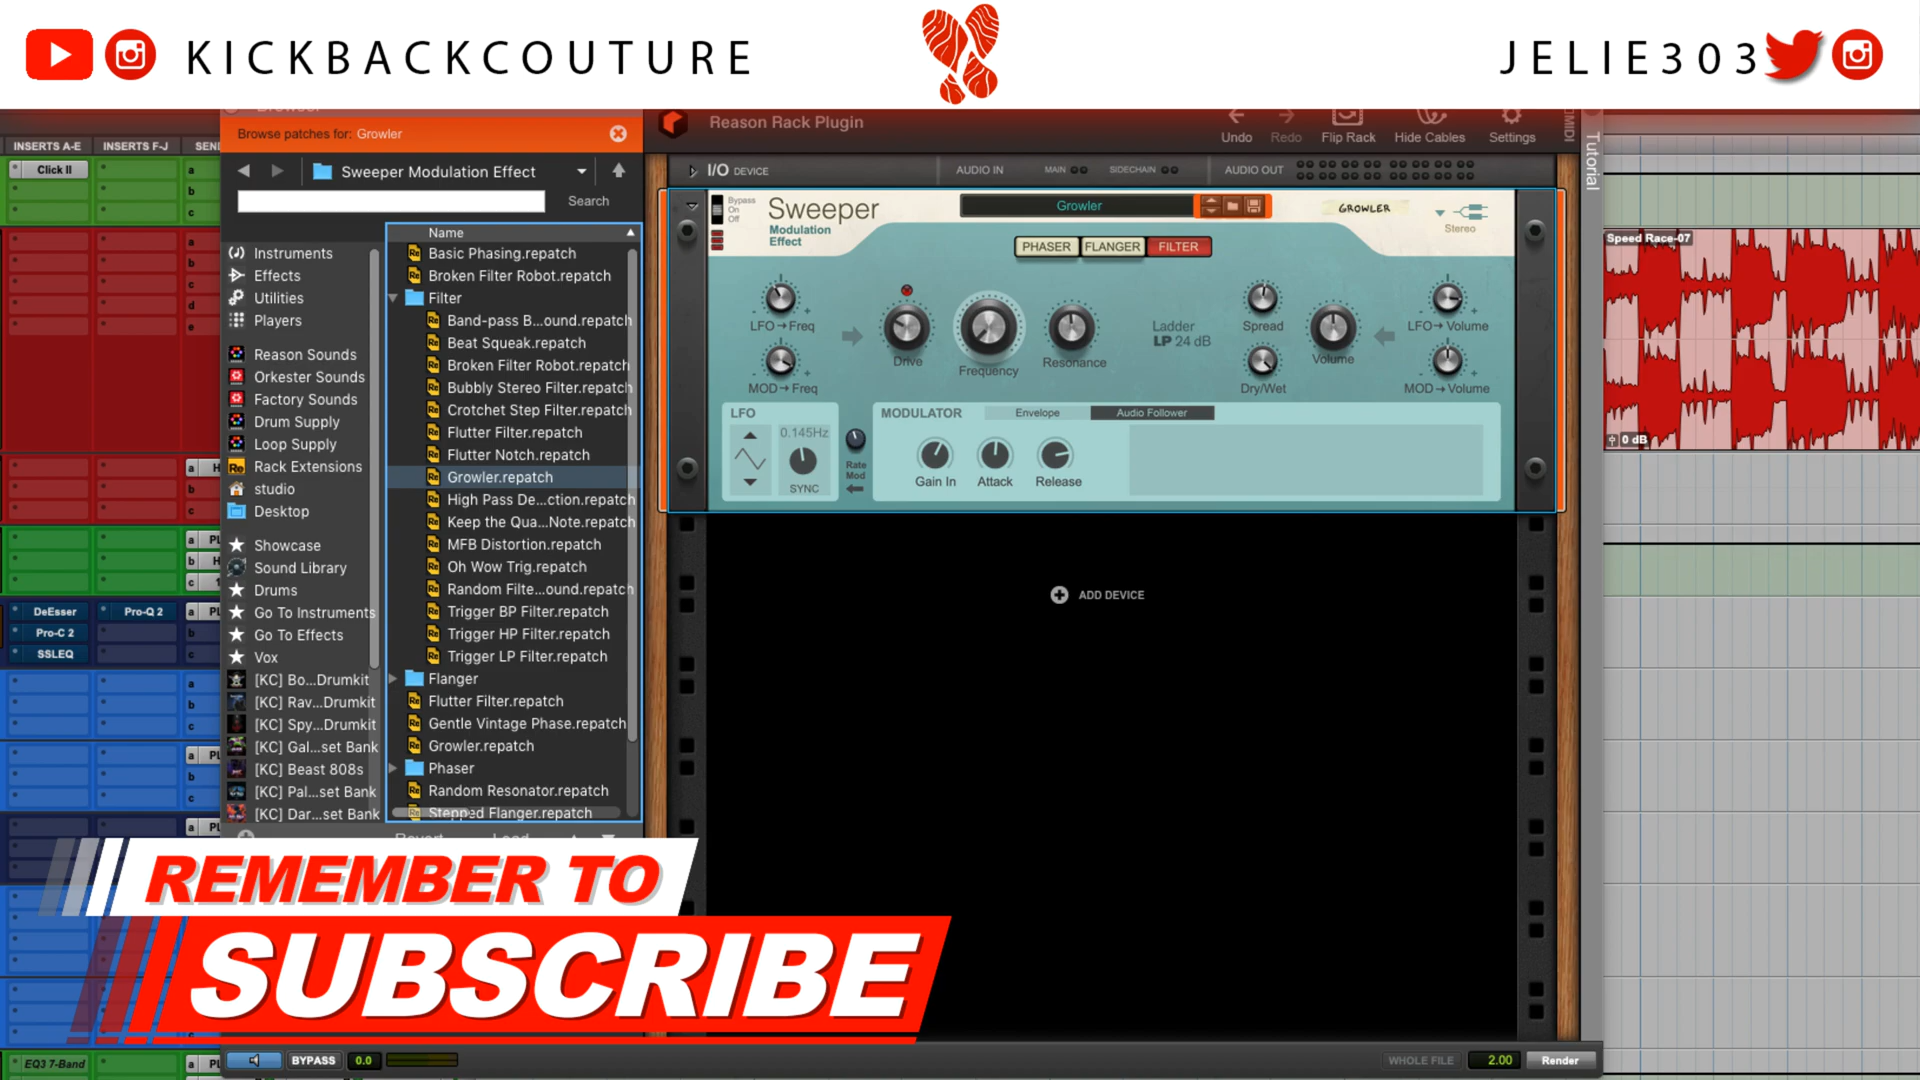 KICKBACKCOUTURE
JELIE303
Browse patches for: Growler
Reason Rack Plugin
Undo
Redo
Flip Rack
Hide Cables
Settings
Tutorial
INSERTS A-E
INSERTS F-J
Click II
a
b
c
Sweeper Modulation Effect
Search
I/O DEVICE
AUDIO IN
MAIN
SIDECHAIN
AUDIO OUT
Bypass
On
Off
Sweeper
Modulation
Effect
Growler
GROWLER
Stereo
PHASER
FLANGER
FILTER
LFO→Freq
MOD→Freq
Drive
Frequency
Resonance
Ladder
LP 24 dB
Spread
Dry/Wet
Volume
LFO→Volume
MOD→Volume
LFO
0.145Hz
SYNC
Rate
Mod
MODULATOR
Envelope
Audio Follower
Gain In
Attack
Release
ADD DEVICE
Speed Race-07
0 dB
Instruments
Effects
Utilities
Players
Reason Sounds
Orkester Sounds
Factory Sounds
Drum Supply
Loop Supply
Rack Extensions
studio
Desktop
Showcase
Sound Library
Drums
Go To Instruments
Go To Effects
Vox
[KC] Bo...Drumkit
[KC] Rav...Drumkit
[KC] Spy...Drumkit
[KC] Gal...set Bank
[KC] Beast 808s
[KC] Pal...set Bank
[KC] Dar...set Bank
Name
Basic Phasing.repatch
Broken Filter Robot.repatch
Filter
Band-pass B...ound.repatch
Beat Squeak.repatch
Broken Filter Robot.repatch
Bubbly Stereo Filter.repatch
Crotchet Step Filter.repatch
Flutter Filter.repatch
Flutter Notch.repatch
Growler.repatch
High Pass De...ction.repatch
Keep the Qua...Note.repatch
MFB Distortion.repatch
Oh Wow Trig.repatch
Random Filte...ound.repatch
Trigger BP Filter.repatch
Trigger HP Filter.repatch
Trigger LP Filter.repatch
Flanger
Flutter Filter.repatch
Gentle Vintage Phase.repatch
Growler.repatch
Phaser
Random Resonator.repatch
Stepped Flanger.repatch
DeEsser
Pro-Q 2
Pro-C 2
SSLEQ
REMEMBER TO
SUBSCRIBE
EQ3 7-Band
BYPASS
0.0
WHOLE FILE
2.00
Render